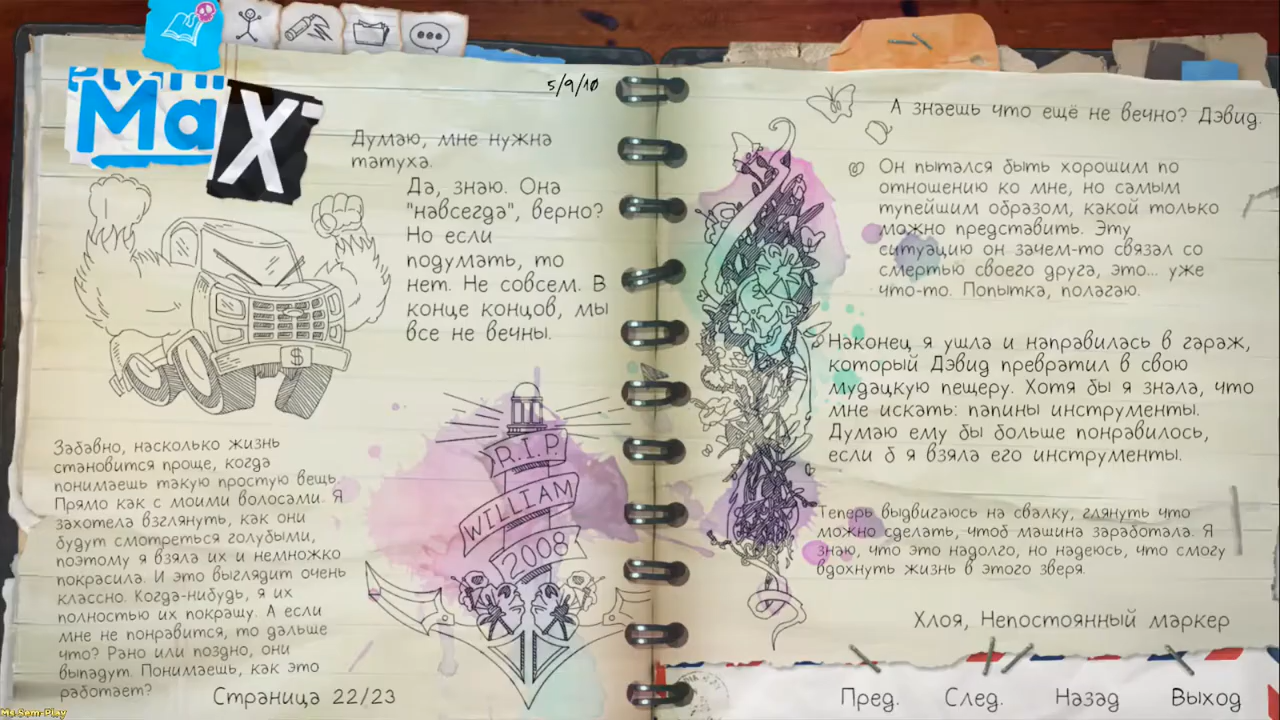 5/9/10
Max
Думаю, мне нужна
татуха.
Да, знаю. Она
"навсегда", верно?
Но если
подумать, то
нет. Не совсем. В
конце концов, мы
все не вечны.
$
Забавно, насколько жизнь
становится проще, когда
понимаешь такую простую вещь.
Прямо как с моими волосами. Я
захотела взглянуть, как они
будут смотреться голубыми,
поэтому я взяла их и немножко
покрасила. И это выглядит очень
классно. Когда-нибудь, я их
полностью их покрашу. А если
мне не понравится, то дальше
что? Рано или поздно, они
выпадут. Понимаешь, как это
работает?
R.I.P.
WILLIAM
2008
Страница 22/23
А знаешь что ещё не вечно? Дэвид.
Он пытался быть хорошим по
отношению ко мне, но самым
тупейшим образом, какой только
можно представить. Эту
ситуацию он зачем-то связал со
смертью своего друга, это... уже
что-то. Попытка, полагаю.
Наконец я ушла и направилась в гараж,
который Дэвид превратил в свою
мудацкую пещеру. Хотя бы я знала, что
мне искать: папины инструменты.
Думаю ему бы больше понравилось,
если б я взяла его инструменты.
Теперь выдвигаюсь на свалку, глянуть что
можно сделать, чтоб машина заработала. Я
знаю, что это надолго, но надеюсь, что смогу
вдохнуть жизнь в этого зверя.
Хлоя, Непостоянный маркер
Пред. След. Назад Выход
Ms.Sem-Play